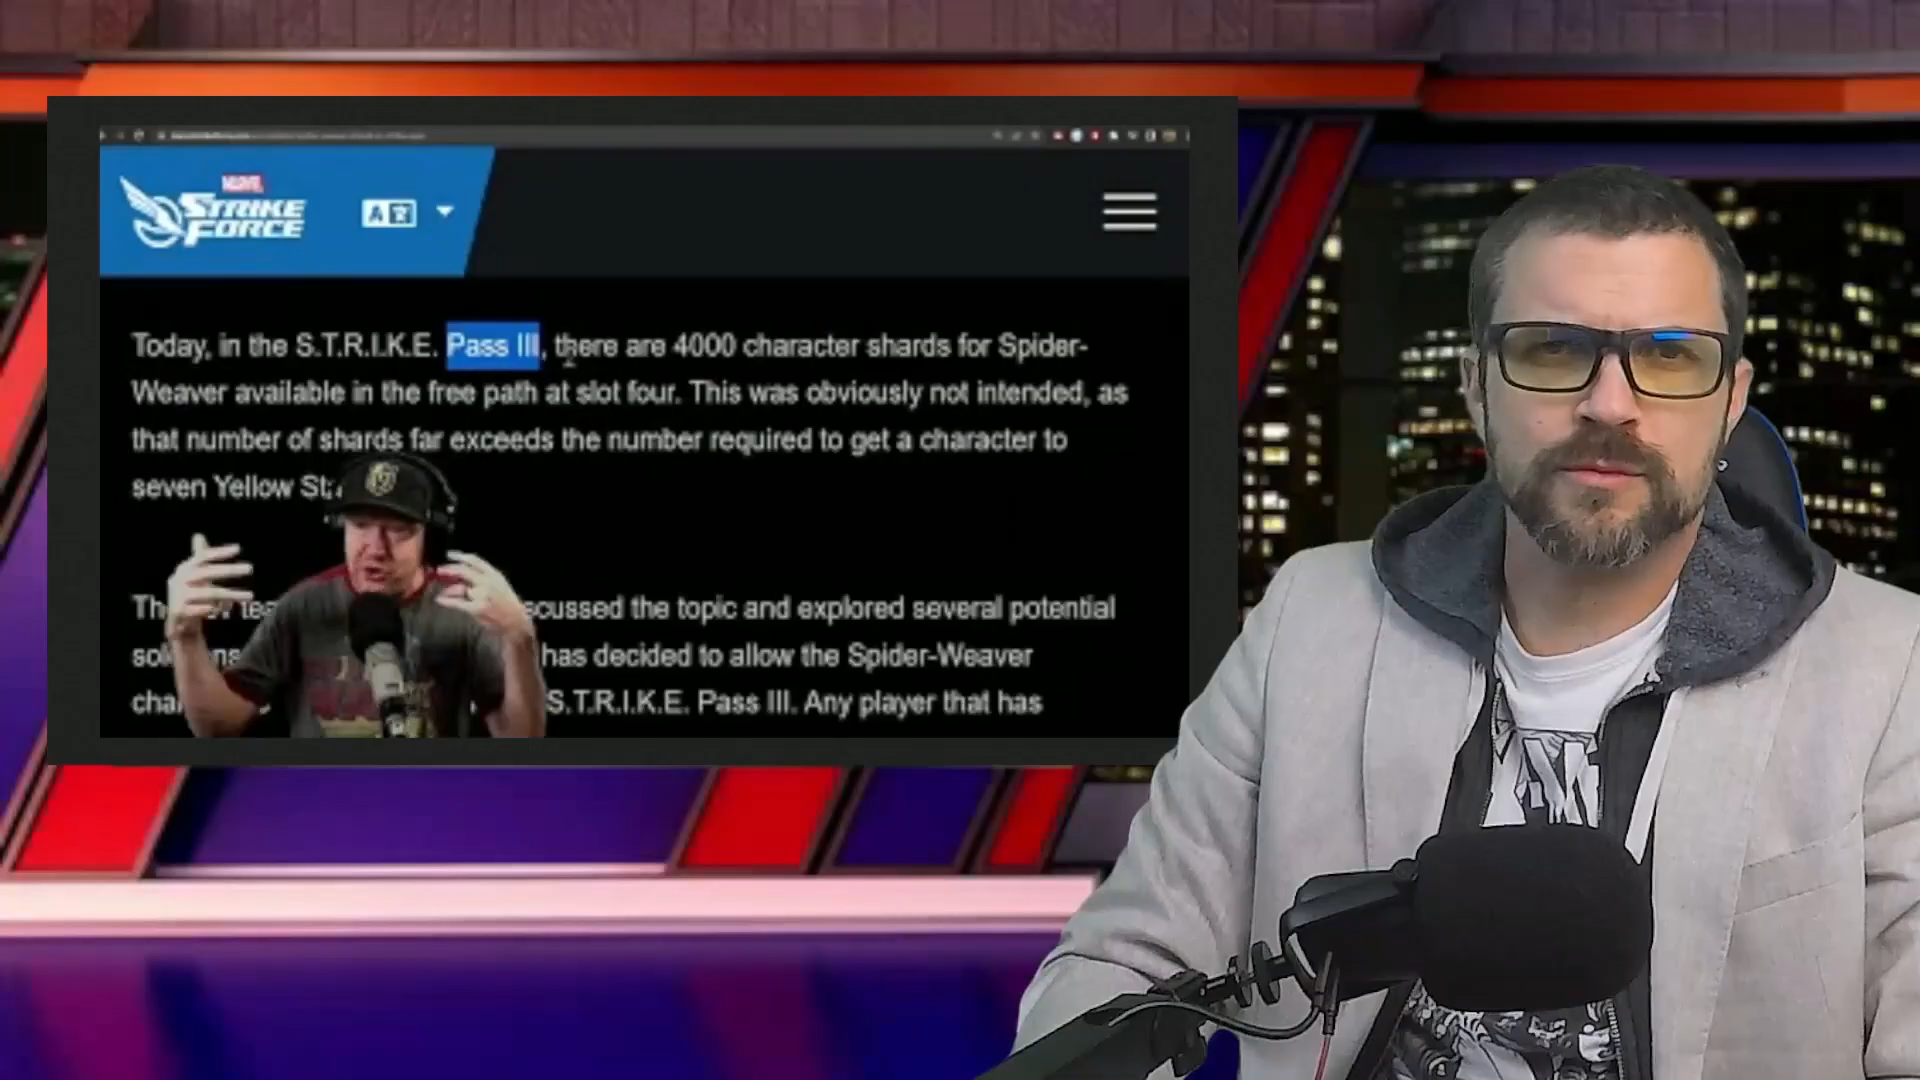 MARVEL
STRIKE
FORCE
A
Today, in the S.T.R.I.K.E. Pass III, there are 4000 character shards for Spider-
Weaver available in the free path at slot four. This was obviously not intended, as
that number of shards far exceeds the number required to get a character to
seven Yellow
discussed the topic and explored several potential
has decided to allow the Spider-Weaver
S.T.R.I.K.E. Pass III. Any player that has